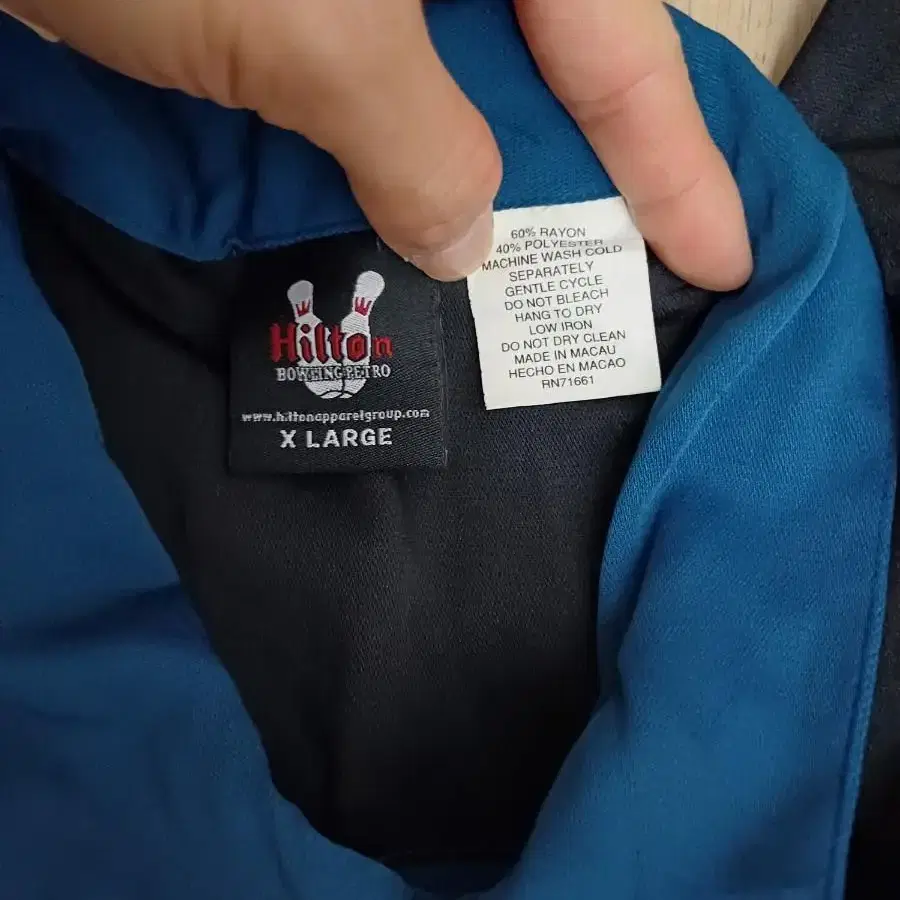 Hilton
BOWLING RETRO
www.hiltonapparelgroup.com
X LARGE
60% RAYON
40% POLYESTER
MACHINE WASH COLD
SEPARATELY
GENTLE CYCLE
DO NOT BLEACH
HANG TO DRY
LOW IRON
DO NOT DRY CLEAN
MADE IN MACAU
HECHO EN MACAO
RN71661